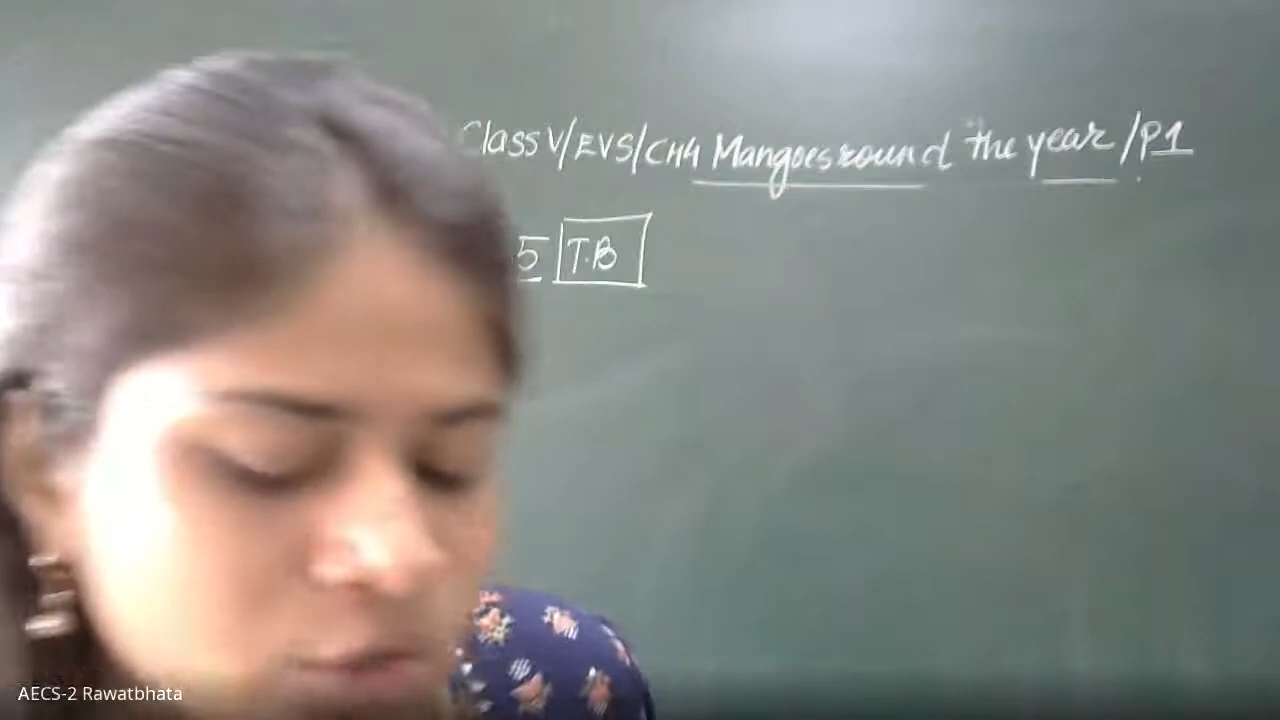 Class V/EVS/CH4 Mangoes round the year/P1
5 T.B
AECS-2 Rawatbhata